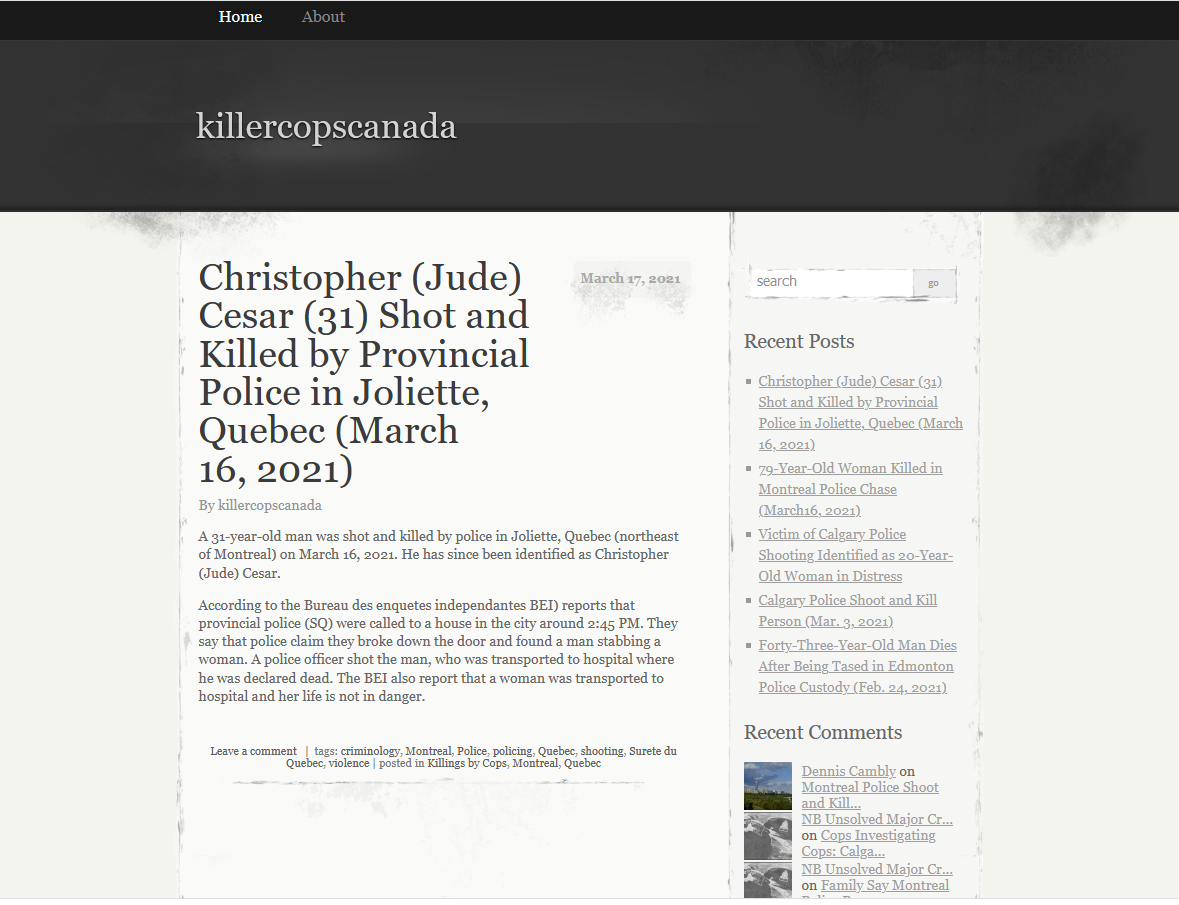 Home About
killercopscanada
Christopher (Jude)
Cesar (31) Shot and
Killed by Provincial
Police in Joliette,
Quebec (March
16, 2021)
March 17, 2021
By killercopscanada
A 31-year-old man was shot and killed by police in Joliette, Quebec (northeast
of Montreal) on March 16, 2021. He has since been identified as Christopher
(Jude) Cesar.
According to the Bureau des enquetes independantes BEI) reports that
provincial police (SQ) were called to a house in the city around 2:45 PM. They
say that police claim they broke down the door and found a man stabbing a
woman. A police officer shot the man, who was transported to hospital where
he was declared dead. The BEI also report that a woman was transported to
hospital and her life is not in danger.
Leave a comment | tags: criminology, Montreal, Police, policing, Quebec, shooting, Surete du
Quebec, violence | posted in Killings by Cops, Montreal, Quebec
search go
Recent Posts
Christopher (Jude) Cesar (31)
Shot and Killed by Provincial
Police in Joliette, Quebec (March
16, 2021)
79-Year-Old Woman Killed in
Montreal Police Chase
(March16, 2021)
Victim of Calgary Police
Shooting Identified as 20-Year-
Old Woman in Distress
Calgary Police Shoot and Kill
Person (Mar. 3, 2021)
Forty-Three-Year-Old Man Dies
After Being Tased in Edmonton
Police Custody (Feb. 24, 2021)
Recent Comments
Dennis Cambly on
Montreal Police Shoot
and Kill...
NB Unsolved Major Cr...
on Cops Investigating
Cops: Calga...
NB Unsolved Major Cr...
on Family Say Montreal